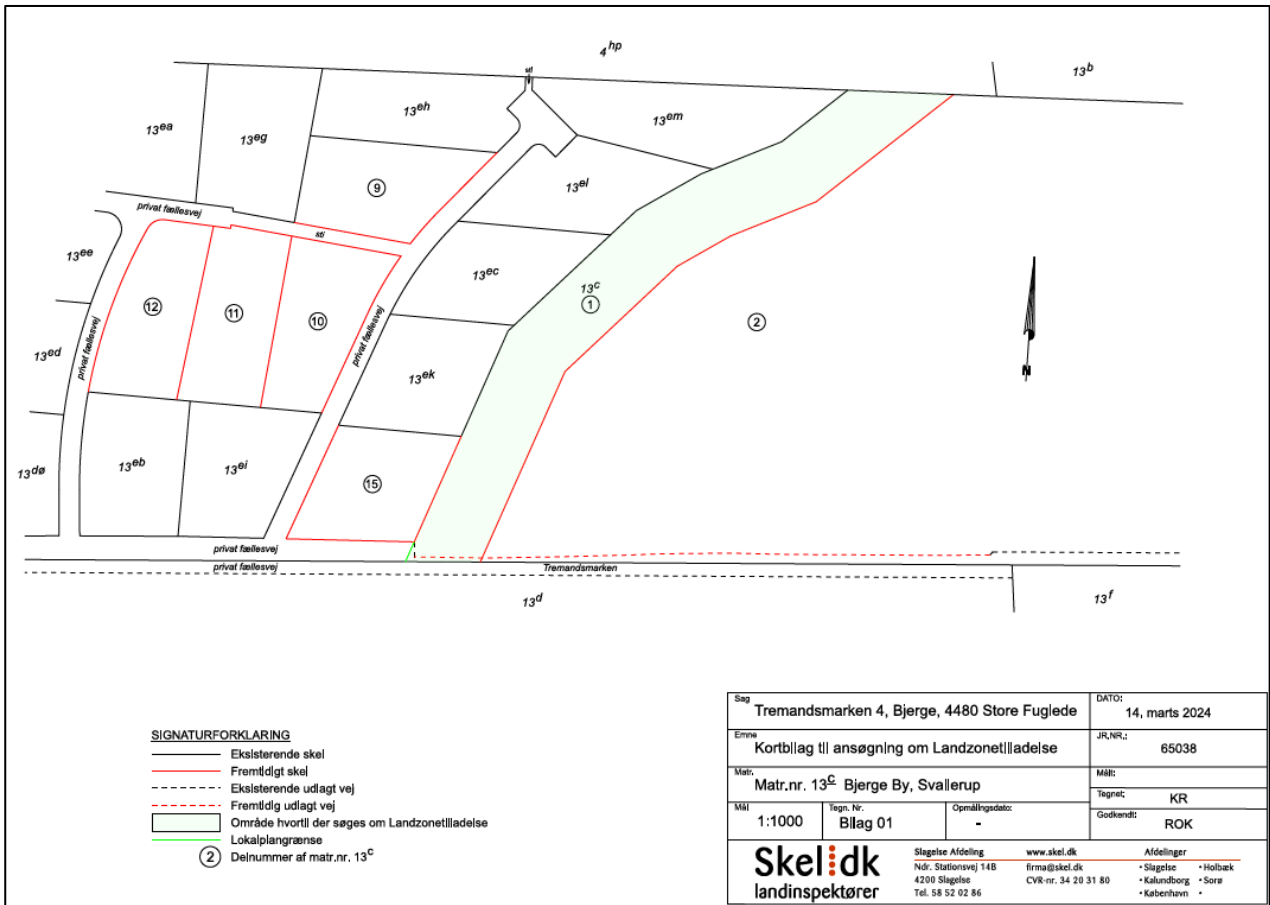 4hp
13b
sti
13eh
13em
13ea
13eg
9
13el
privat fællesvej
sti
13ee
13ec
13c
1
2
12
11
10
privat fællesvej
privat fællesvej
13ed
13ek
N
13dø
13eb
13ei
15
privat fællesvej
privat fællesvej
Tremandsmarken
13d
13f
SIGNATURFORKLARING
Eksisterende skel
Fremtidigt skel
Eksisterende udlagt vej
Fremtidig udlagt vej
Område hvortil der søges om Landzonetilladelse
Lokalplangrænse
2 Delnummer af matr.nr. 13c
Sag Tremandsmarken 4, Bjerge, 4480 Store Fuglede
DATO: 14. marts 2024
Emne Kortbilag til ansøgning om Landzonetilladelse
JR.NR.: 65038
Matr. Matr.nr. 13c Bjerge By, Svallerup
Målt:
Tegnet: KR
Mål 1:1000
Tegn. Nr. Bilag 01
Opmålingsdato: -
Godkendt: ROK
Skel.dk
landinspektører
Slagelse Afdeling
Ndr. Stationsvej 14B
4200 Slagelse
Tel. 58 52 02 86
www.skel.dk
firma@skel.dk
CVR-nr. 34 20 31 80
Afdelinger
• Slagelse • Holbæk
• Kalundborg • Sorø
• København •